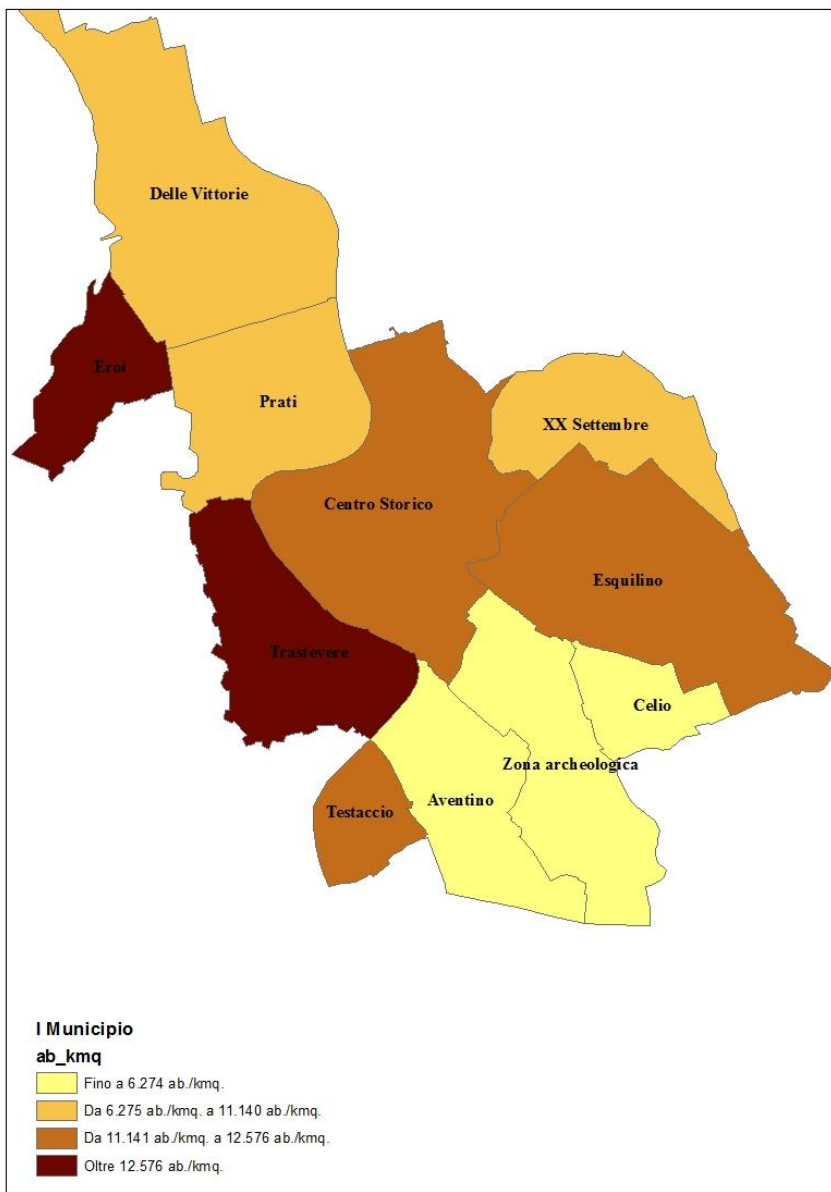 Delle Vittorie
Eroi
Prati
XX Settembre
Centro Storico
Esquilino
Trastevere
Celio
Zona archeologica
Aventino
Testaccio
I Municipio
ab_kmq
Fino a 6.274 ab./kmq.
Da 6.275 ab./kmq. a 11.140 ab./kmq.
Da 11.141 ab./kmq. a 12.576 ab./kmq.
Oltre 12.576 ab./kmq.